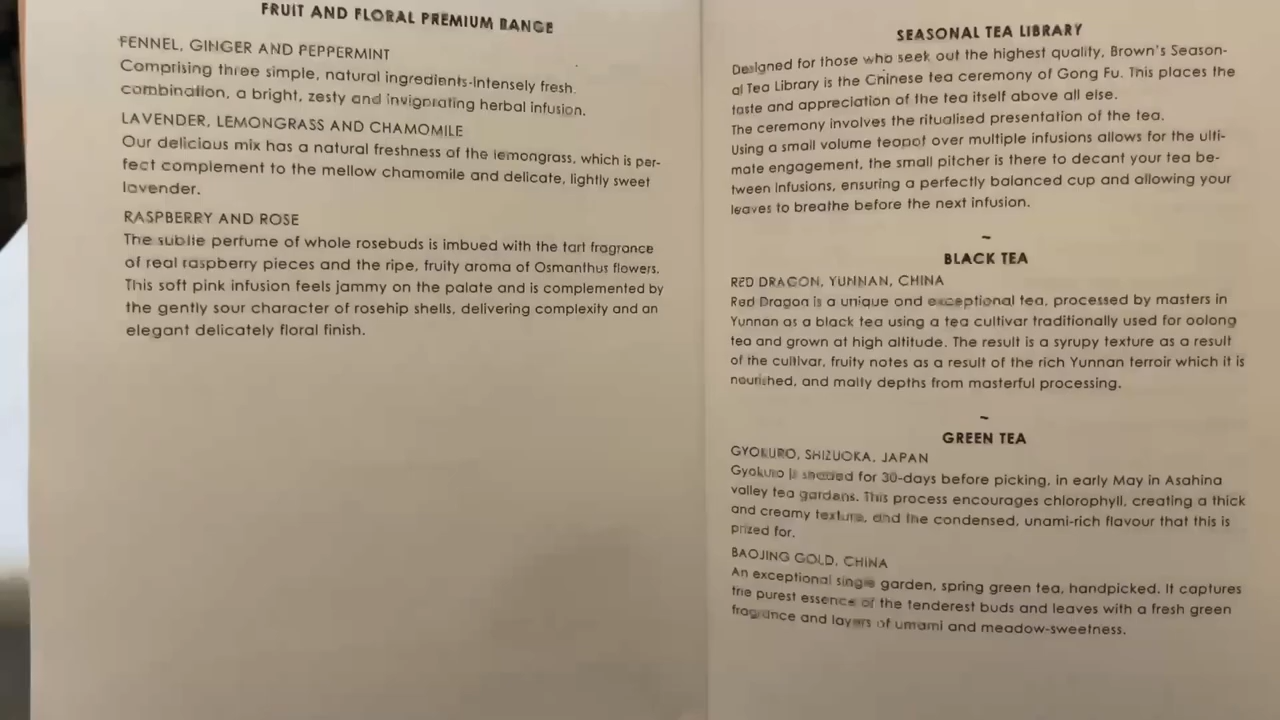 FRUIT AND FLORAL PREMIUM RANGE
FENNEL, GINGER AND PEPPERMINT
Comprising three simple, natural ingredients-Intensely fresh.
combination, a bright, zesty and invigorating herbal infusion.
LAVENDER, LEMONGRASS AND CHAMOMILE
Our delicious mix has a natural freshness of the lemongrass, which is per-
fect complement to the mellow chamomile and delicate, lightly sweet
lavender.
RASPBERRY AND ROSE
The sublie perfume of whole rosebuds is imbued with the tart fragrance
of real raspberry pieces and the ripe, fruity aroma of Osmanthus flowers.
This soft pink infusion feels jammy on the palate and is complemented by
the gently sour character of rosehip shells, delivering complexity and an
elegant delicately floral finish.
SEASONAL TEA LIBRARY
Designed for those who seek out the highest quality, Brown's Season-
al Tea Library is the Chinese tea ceremony of Gong Fu. This places the
taste and appreciation of the tea itself above all else.
The ceremony involves the ritualised presentation of the tea.
Using a small volume teapot over multiple infusions allows for the ulti-
mate engagement, the small pitcher is there to decant your tea be-
tween infusions, ensuring a perfectly balanced cup and allowing your
leaves to breathe before the next infusion.
~
BLACK TEA
RED DRAGON, YUNNAN, CHINA
Red Dragon is a unique and exceptional tea, processed by masters in
Yunnan as a black tea using a tea cultivar traditionally used for oolong
tea and grown at high altitude. The result is a syrupy texture as a result
of the cultivar, fruity notes as a result of the rich Yunnan terroir which it is
nourished, and malty depths from masterful processing.
~
GREEN TEA
GYOKURO, SHIZUOKA, JAPAN
Gyokuro is shaded for 30-days before picking, in early May in Asahina
valley tea gardens. This process encourages chlorophyll, creating a thick
and creamy texture, and the condensed, unami-rich flavour that this is
prized for.
BAOJING GOLD, CHINA
An exceptional single garden, spring green tea, handpicked. It captures
the purest essence of the tenderest buds and leaves with a fresh green
fragrance and layers of umami and meadow-sweetness.